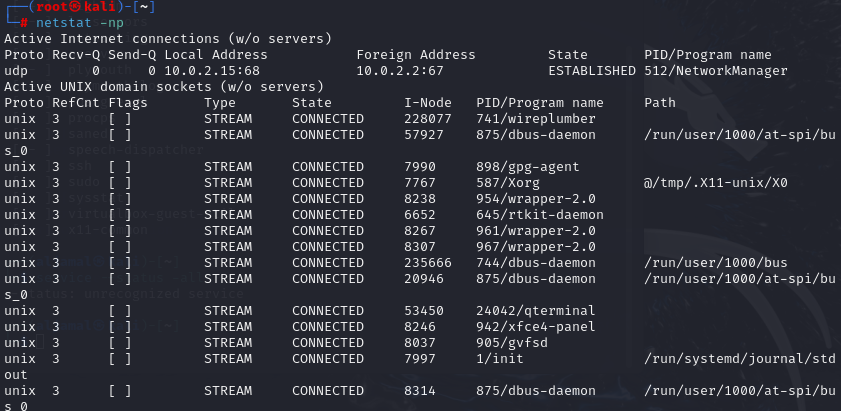 ┌──(root㉿kali)-[~]
└─# netstat -np
Active Internet connections (w/o servers)
Proto Recv-Q Send-Q Local Address           Foreign Address         State       PID/Program name
udp        0      0 10.0.2.15:68            10.0.2.2:67             ESTABLISHED 512/NetworkManager
Active UNIX domain sockets (w/o servers)
Proto RefCnt Flags       Type       State         I-Node   PID/Program name     Path
unix  3      [ ]         STREAM     CONNECTED     228077   741/wireplumber
unix  3      [ ]         STREAM     CONNECTED     57927    875/dbus-daemon      /run/user/1000/at-spi/bu
s_0
unix  3      [ ]         STREAM     CONNECTED     7990     898/gpg-agent
unix  3      [ ]         STREAM     CONNECTED     7767     587/Xorg             @/tmp/.X11-unix/X0
unix  3      [ ]         STREAM     CONNECTED     8238     954/wrapper-2.0
unix  3      [ ]         STREAM     CONNECTED     6652     645/rtkit-daemon
unix  3      [ ]         STREAM     CONNECTED     8267     961/wrapper-2.0
unix  3      [ ]         STREAM     CONNECTED     8307     967/wrapper-2.0
unix  3      [ ]         STREAM     CONNECTED     235666   744/dbus-daemon      /run/user/1000/bus
unix  3      [ ]         STREAM     CONNECTED     20946    875/dbus-daemon      /run/user/1000/at-spi/bu
s_0
unix  3      [ ]         STREAM     CONNECTED     53450    24042/qterminal
unix  3      [ ]         STREAM     CONNECTED     8246     942/xfce4-panel
unix  3      [ ]         STREAM     CONNECTED     8037     905/gvfsd
unix  3      [ ]         STREAM     CONNECTED     7997     1/init               /run/systemd/journal/std
out
unix  3      [ ]         STREAM     CONNECTED     8314     875/dbus-daemon      /run/user/1000/at-spi/bu
s_0